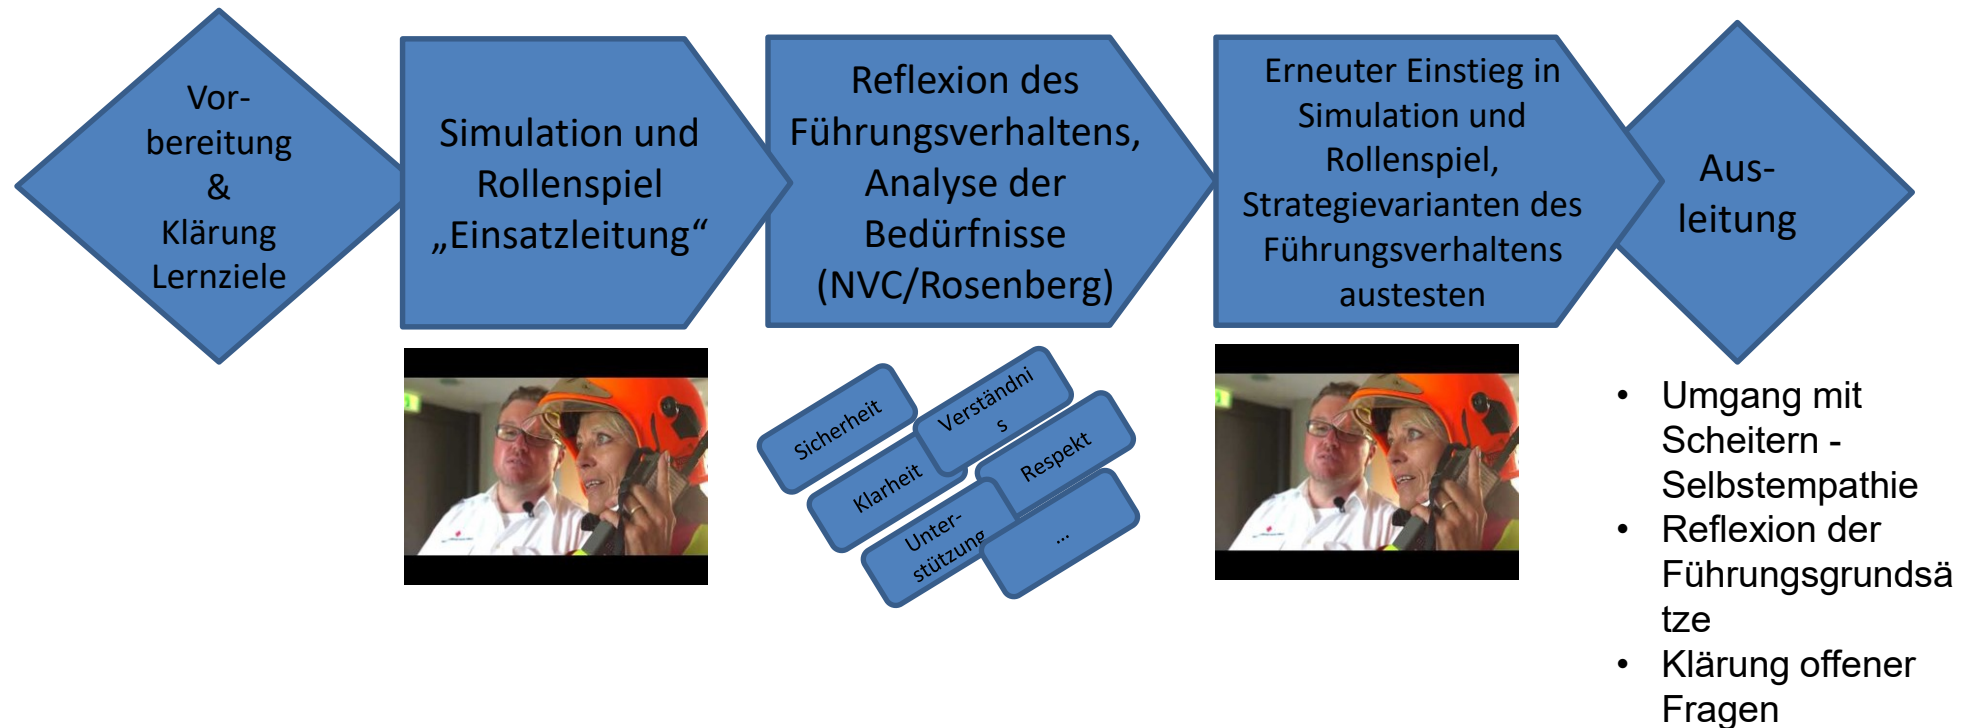 Vor-
bereitung
&
Klärung
Lernziele
Simulation und
Rollenspiel
„Einsatzleitung“
Reflexion des
Führungsverhaltens,
Analyse der
Bedürfnisse
(NVC/Rosenberg)
Erneuter Einstieg in
Simulation und
Rollenspiel,
Strategievarianten des
Führungsverhaltens
austesten
Aus-
leitung
Sicherheit
Verständni
s
Klarheit
Respekt
Unter-
stützung
...
• Umgang mit
Scheitern -
Selbstempathie
• Reflexion der
Führungsgrundsä
tze
• Klärung offener
Fragen